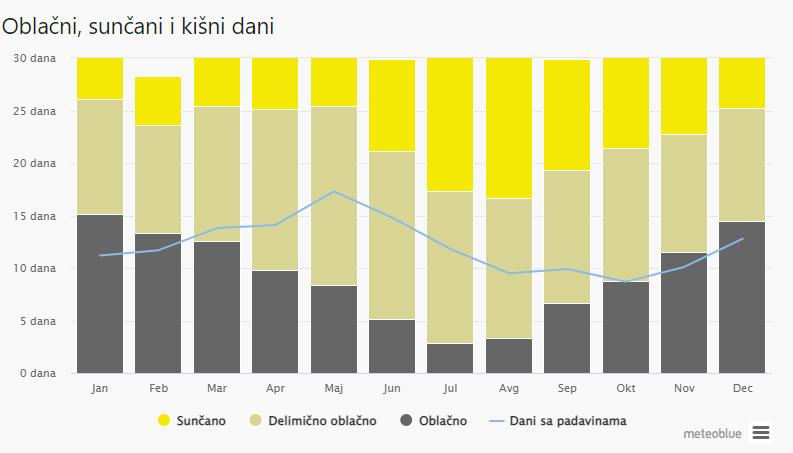 Oblačni, sunčani i kišni dani
30 dana
25 dana
20 dana
15 dana
10 dana
5 dana
0 dana
Jan Feb Mar Apr Maj Jun Jul Avg Sep Okt Nov Dec
Sunčano Delimično oblačno Oblačno Dani sa padavinama
meteoblue